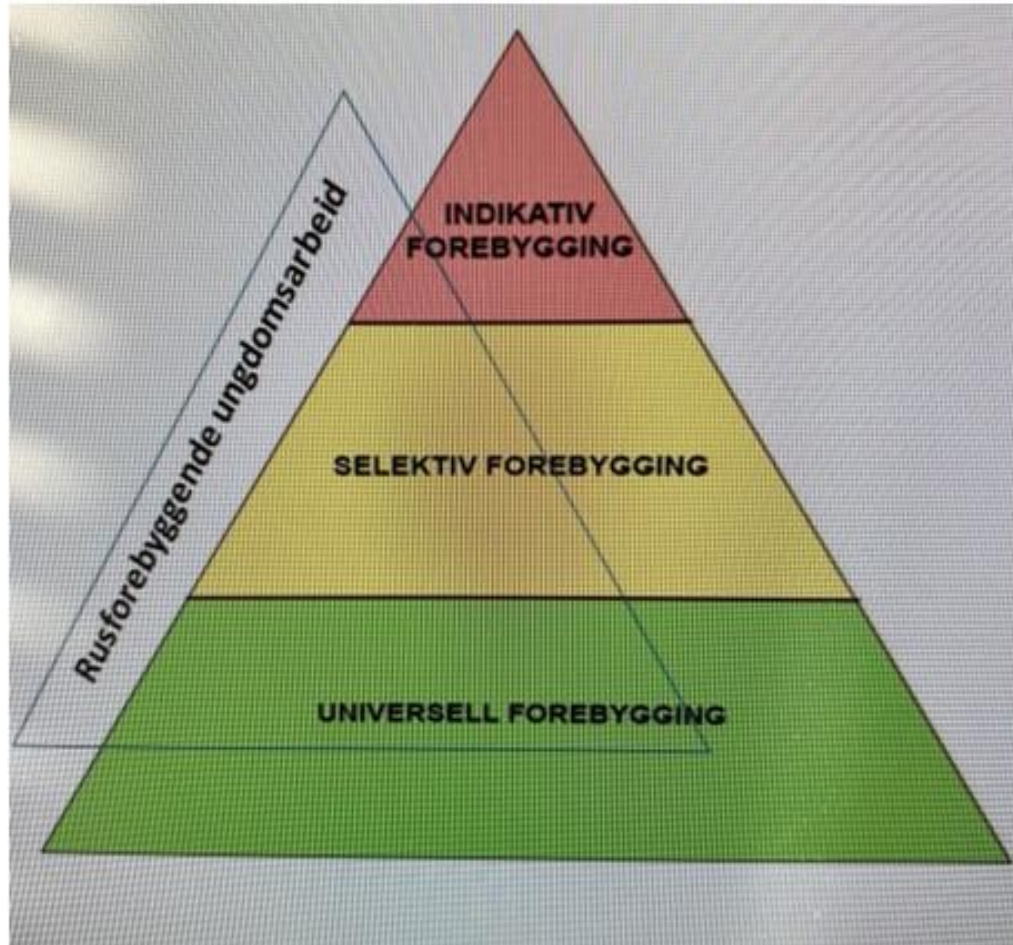 INDIKATIV
FOREBYGGING
Rusforebyggende ungdomsarbeid
SELEKTIV FOREBYGGING
UNIVERSELL FOREBYGGING